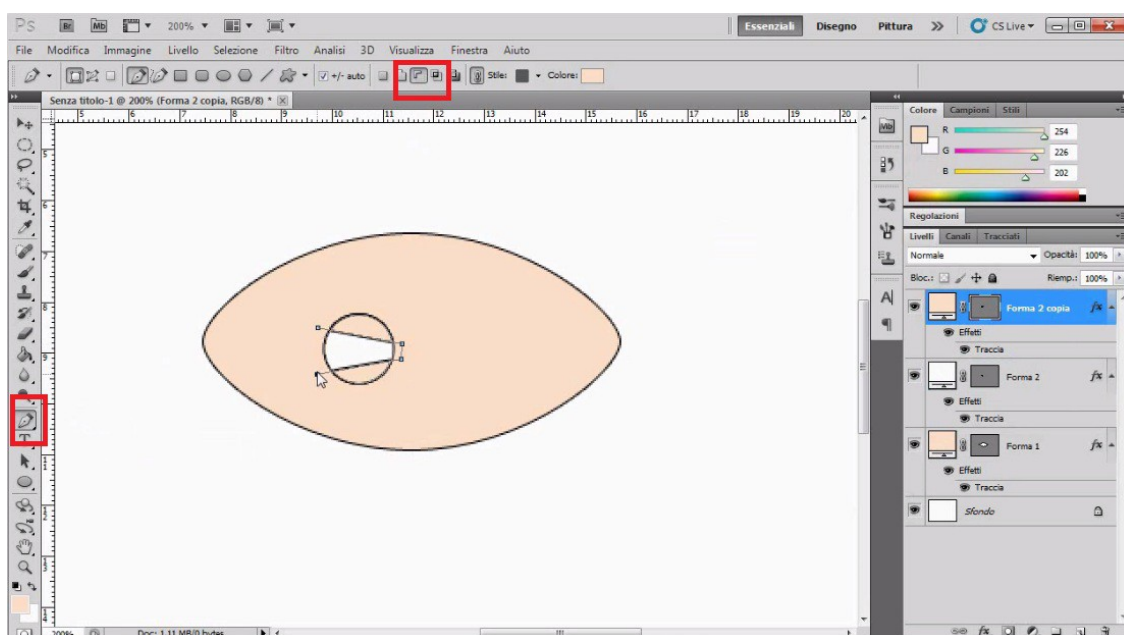 Ps Br Mb 200% Essenziali Disegno Pittura CS Live
File Modifica Immagine Livello Selezione Filtro Analisi 3D Visualizza Finestra Aiuto
+/- auto Stile: Colore:
Senza titolo-1 @ 200% (Forma 2 copia, RGB/8) *
5 6 7 8 9 10 11 12 13 14 15 16 17 18 19 20
Colore Campioni Stili
R 254
G 226
B 202
Regolazioni
Livelli Canali Tracciati
Normale Opacità: 100%
Bloc.: Riemp.: 100%
Forma 2 copia fx
Effetti
Traccia
Forma 2 fx
Effetti
Traccia
Forma 1 fx
Effetti
Traccia
Sfondo
200% Doc: 1,11 MB/0 bytes